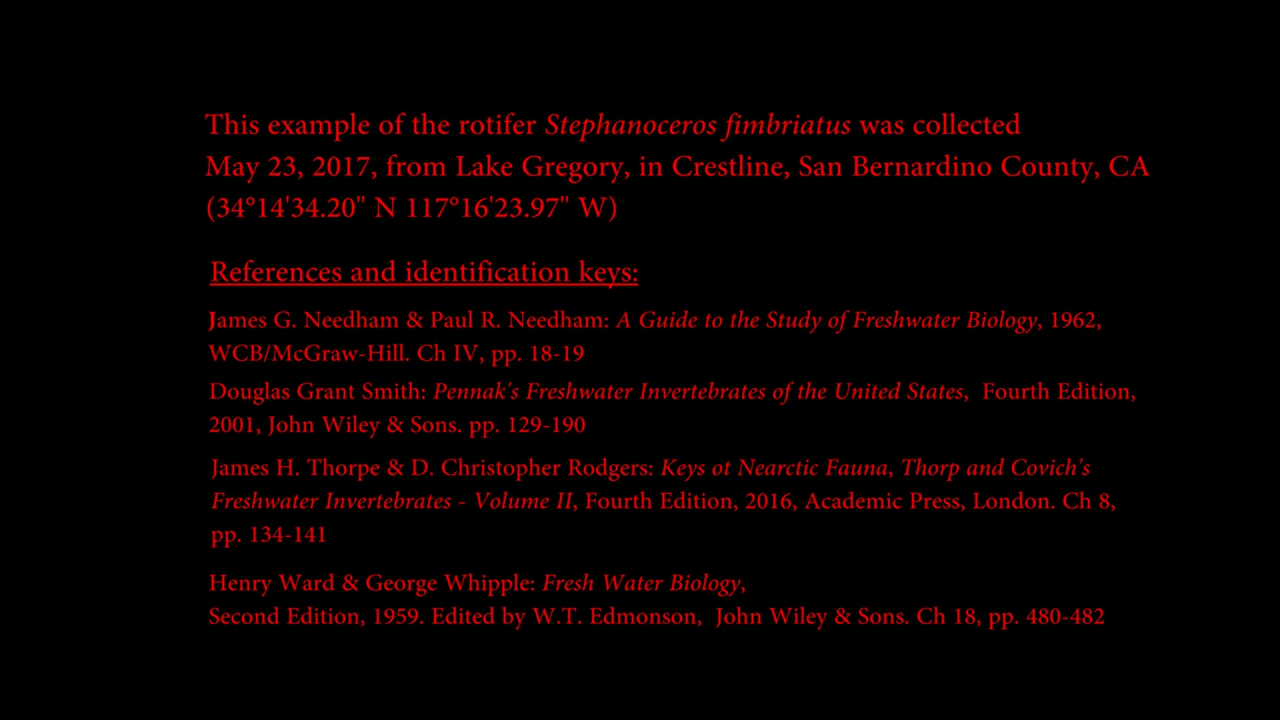 This example of the rotifer Stephanoceros fimbriatus was collected
May 23, 2017, from Lake Gregory, in Crestline, San Bernardino County, CA
(34°14'34.20" N 117°16'23.97" W)
References and identification keys:
James G. Needham & Paul R. Needham: A Guide to the Study of Freshwater Biology, 1962,
WCB/McGraw-Hill. Ch IV, pp. 18-19
Douglas Grant Smith: Pennak's Freshwater Invertebrates of the United States,  Fourth Edition,
2001, John Wiley & Sons. pp. 129-190
James H. Thorpe & D. Christopher Rodgers: Keys ot Nearctic Fauna, Thorp and Covich's
Freshwater Invertebrates - Volume II, Fourth Edition, 2016, Academic Press, London. Ch 8,
pp. 134-141
Henry Ward & George Whipple: Fresh Water Biology,
Second Edition, 1959. Edited by W.T. Edmonson,  John Wiley & Sons. Ch 18, pp. 480-482